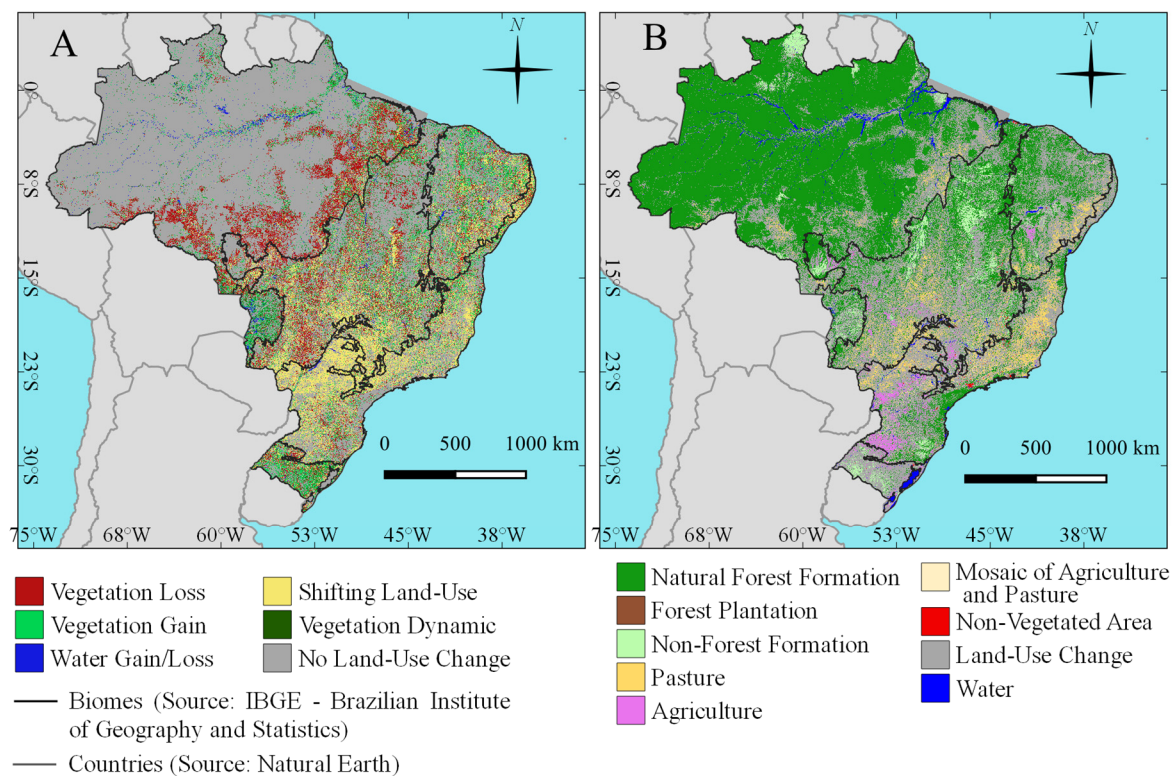 A
N
0°
8°S
15°S
23°S
30°S
0 500 1000 km
75°W 68°W 60°W 53°W 45°W 38°W
Vegetation Loss
Vegetation Gain
Water Gain/Loss
Shifting Land-Use
Vegetation Dynamic
No Land-Use Change
Biomes (Source: IBGE - Brazilian Institute
of Geography and Statistics)
Countries (Source: Natural Earth)
B
N
0°
8°S
15°S
23°S
30°S
0 500 1000 km
75°W 68°W 60°W 53°W 45°W 38°W
Natural Forest Formation
Forest Plantation
Non-Forest Formation
Pasture
Agriculture
Mosaic of Agriculture
and Pasture
Non-Vegetated Area
Land-Use Change
Water